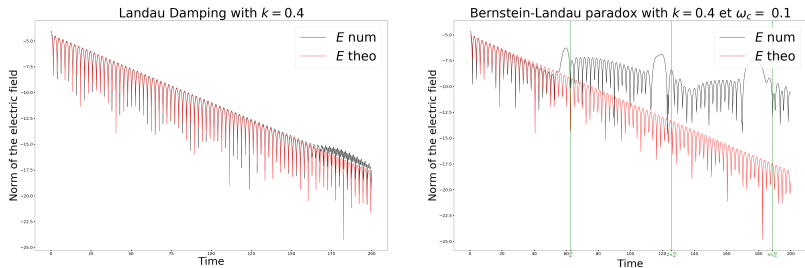 Landau Damping with k = 0.4
E num
E theo
Norm of the electric field
−5.0
−7.5
−10.0
−12.5
−15.0
−17.5
−20.0
−22.5
−25.0
0 25 50 75 100 125 150 175 200
Time
Bernstein-Landau paradox with k = 0.4 et ω_c = 0.1
E num
E theo
Norm of the electric field
−5.0
−7.5
−10.0
−12.5
−15.0
−17.5
−20.0
−22.5
−25.0
0 20 40 60 80 100 120 140 160 180 200
Time